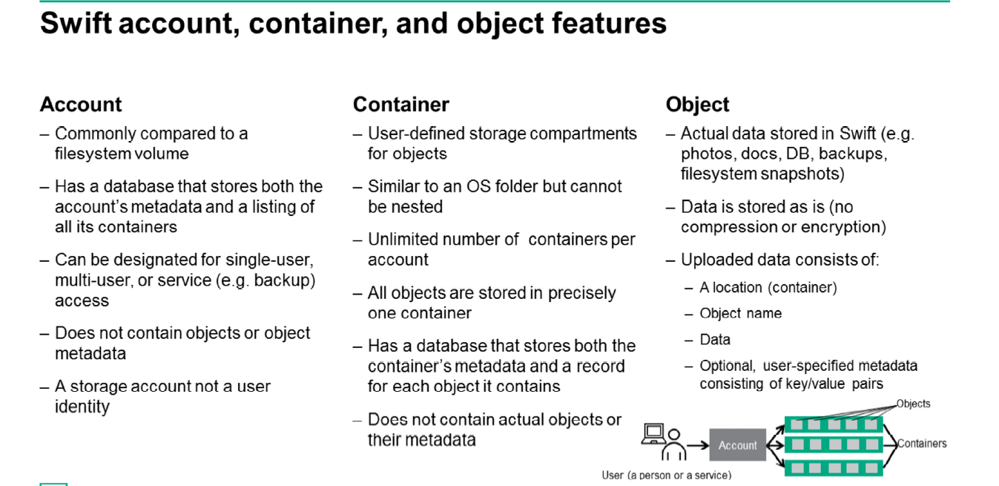 Swift account, container, and object features
Account
– Commonly compared to a
filesystem volume
– Has a database that stores both the
account's metadata and a listing of
all its containers
– Can be designated for single-user,
multi-user, or service (e.g. backup)
access
– Does not contain objects or object
metadata
– A storage account not a user
identity
Container
– User-defined storage compartments
for objects
– Similar to an OS folder but cannot
be nested
– Unlimited number of containers per
account
– All objects are stored in precisely
one container
– Has a database that stores both the
container's metadata and a record
for each object it contains
– Does not contain actual objects or
their metadata
Object
– Actual data stored in Swift (e.g.
photos, docs, DB, backups,
filesystem snapshots)
– Data is stored as is (no
compression or encryption)
– Uploaded data consists of:
– A location (container)
– Object name
– Data
– Optional, user-specified metadata
consisting of key/value pairs
Objects
Account
Containers
User (a person or a service)